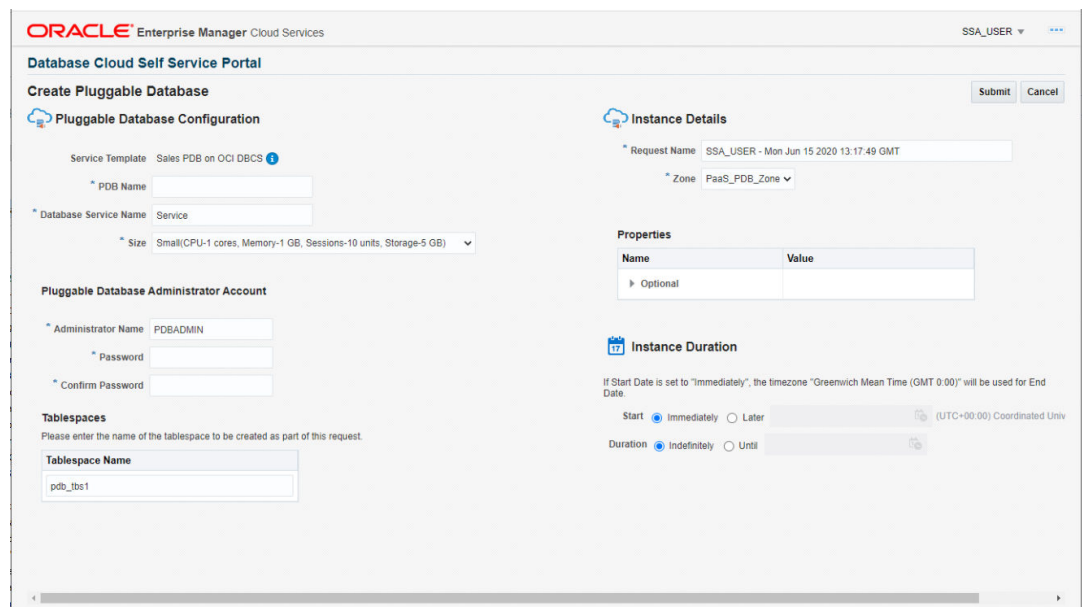 ORACLE Enterprise Manager Cloud Services
SSA_USER
Database Cloud Self Service Portal
Create Pluggable Database
Submit Cancel
Pluggable Database Configuration
Service Template Sales PDB on OCI DBCS
* PDB Name
* Database Service Name Service
* Size Small(CPU-1 cores, Memory-1 GB, Sessions-10 units, Storage-5 GB)
Pluggable Database Administrator Account
* Administrator Name PDBADMIN
* Password
* Confirm Password
Tablespaces
Please enter the name of the tablespace to be created as part of this request.
Tablespace Name
pdb_tbs1
Instance Details
* Request Name SSA_USER - Mon Jun 15 2020 13:17:49 GMT
* Zone PaaS_PDB_Zone
Properties
Name Value
Optional
17 Instance Duration
If Start Date is set to "Immediately", the timezone "Greenwich Mean Time (GMT 0:00)" will be used for End
Date.
Start Immediately Later (UTC+00:00) Coordinated Univ
Duration Indefinitely Until